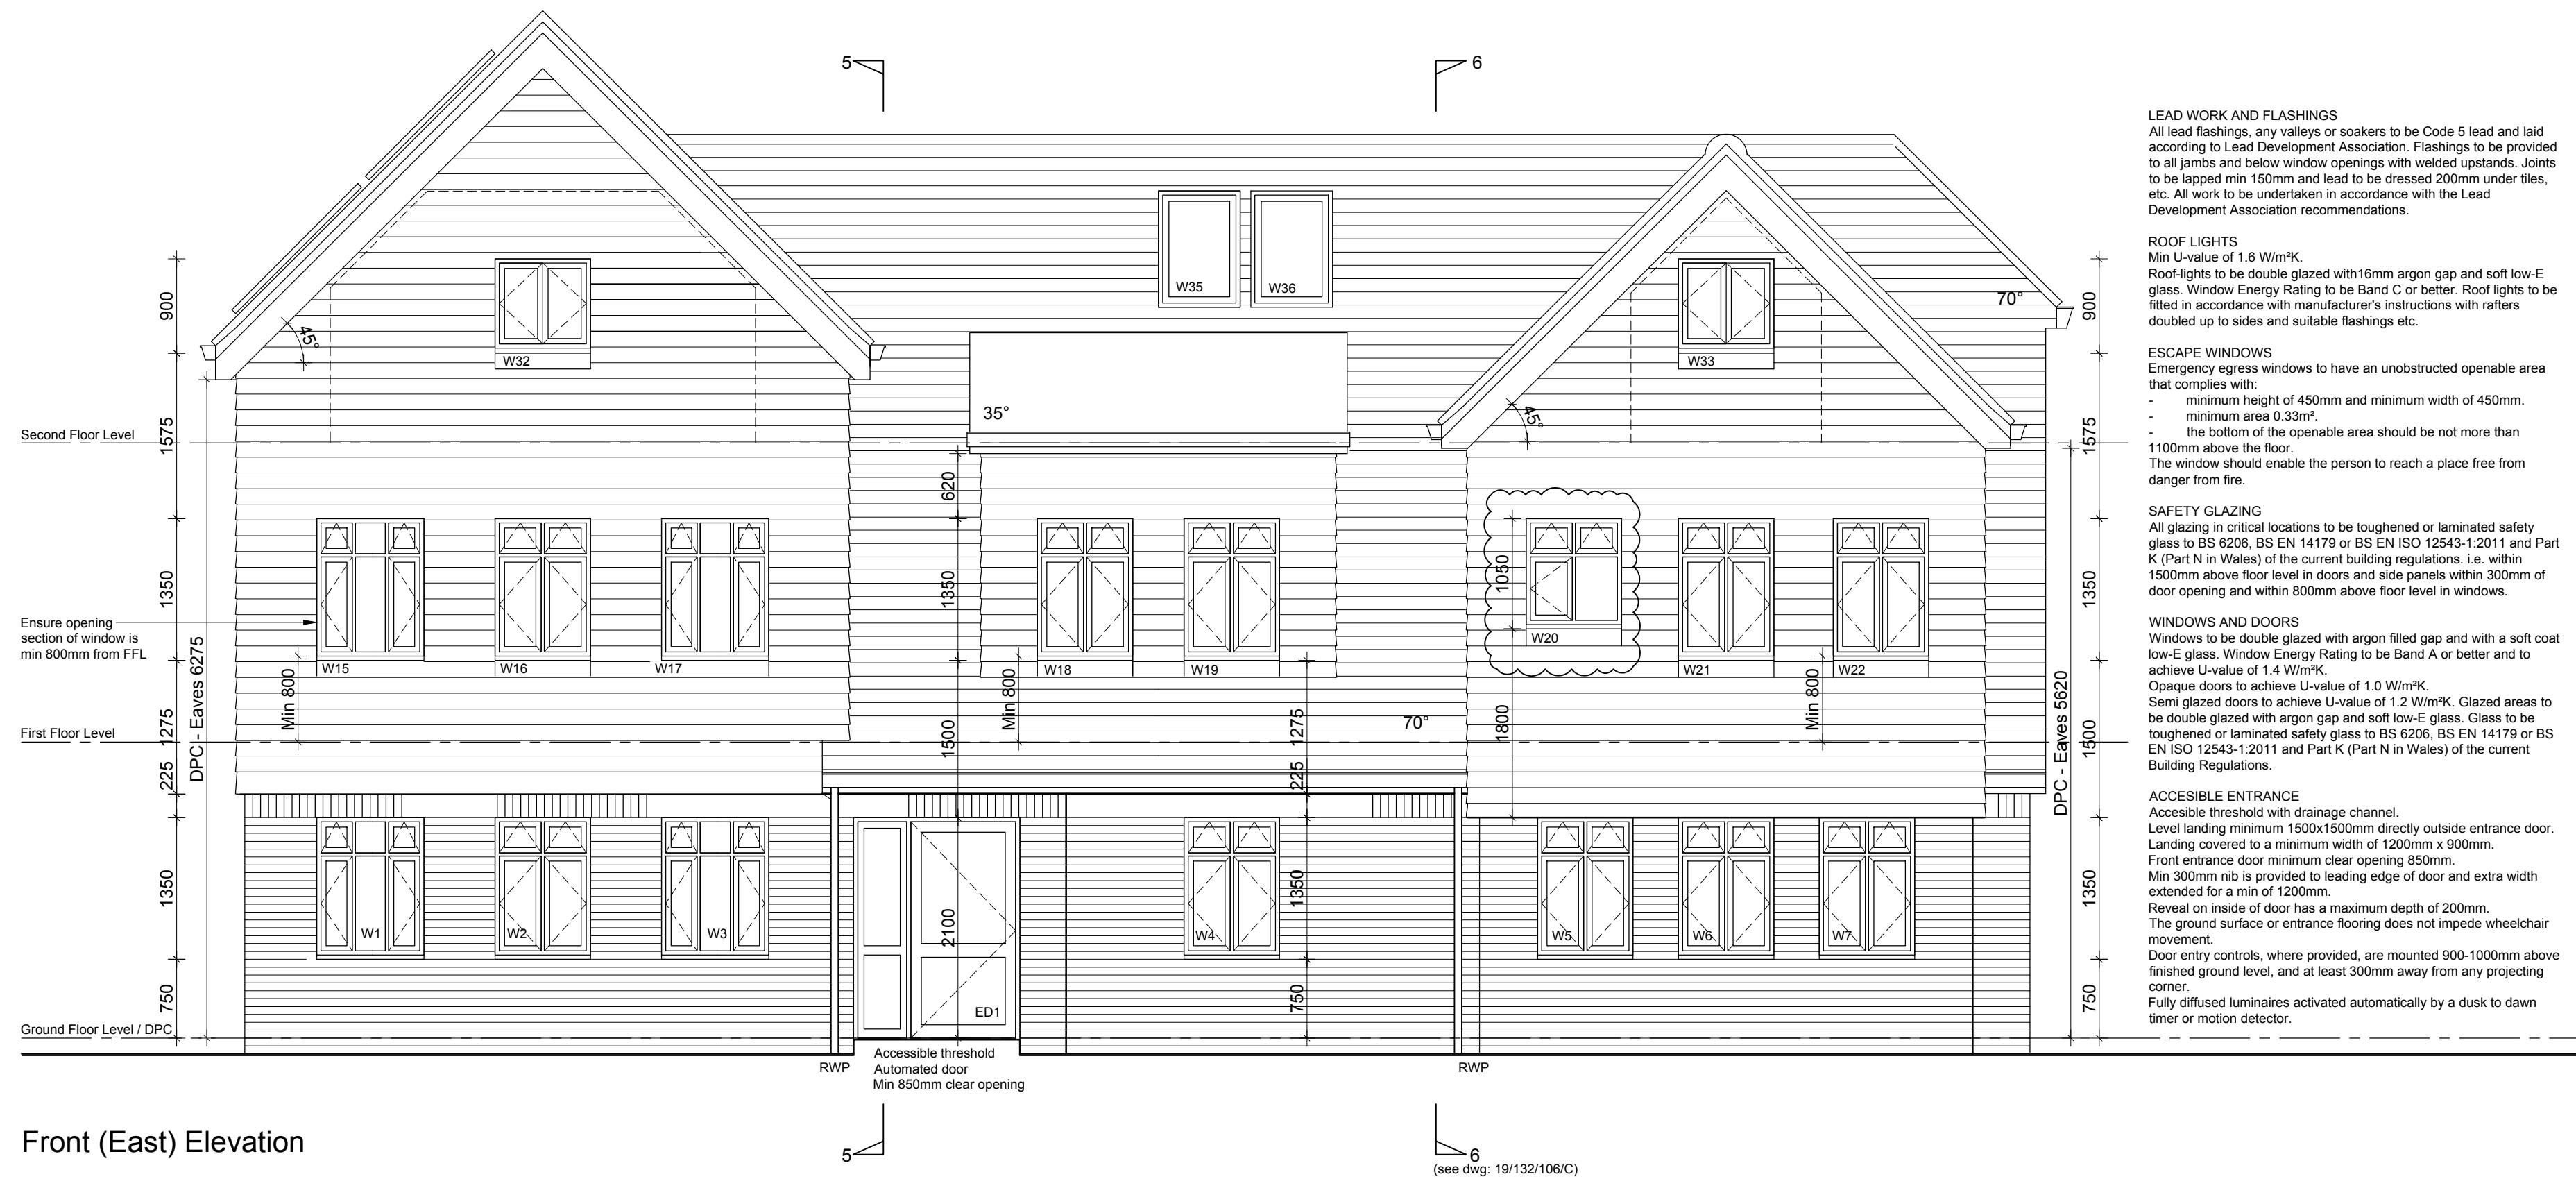 5
6
900
45°
W32
1575
Second Floor Level
W35
W36
35°
W33
45°
70°
900
1575
620
1350
1350
1050
1350
Ensure opening
section of window is
min 800mm from FFL
W15
W16
W17
W18
W19
W20
W21
W22
DPC - Eaves 6275
Min 800
Min 800
Min 800
1275
First Floor Level
225
1500
1275
225
70°
1800
1500
DPC - Eaves 5620
1350
W1
W2
W3
2100
W4
1350
W5
W6
W7
1350
750
ED1
750
750
Ground Floor Level / DPC
RWP
Accessible threshold
Automated door
Min 850mm clear opening
RWP
5
6
(see dwg: 19/132/106/C)
Front (East) Elevation
LEAD WORK AND FLASHINGS
All lead flashings, any valleys or soakers to be Code 5 lead and laid
according to Lead Development Association. Flashings to be provided
to all jambs and below window openings with welded upstands. Joints
to be lapped min 150mm and lead to be dressed 200mm under tiles,
etc. All work to be undertaken in accordance with the Lead
Development Association recommendations.
ROOF LIGHTS
Min U-value of 1.6 W/m²K.
Roof-lights to be double glazed with16mm argon gap and soft low-E
glass. Window Energy Rating to be Band C or better. Roof lights to be
fitted in accordance with manufacturer's instructions with rafters
doubled up to sides and suitable flashings etc.
ESCAPE WINDOWS
Emergency egress windows to have an unobstructed openable area
that complies with:
- minimum height of 450mm and minimum width of 450mm.
- minimum area 0.33m².
- the bottom of the openable area should be not more than
1100mm above the floor.
The window should enable the person to reach a place free from
danger from fire.
SAFETY GLAZING
All glazing in critical locations to be toughened or laminated safety
glass to BS 6206, BS EN 14179 or BS EN ISO 12543-1:2011 and Part
K (Part N in Wales) of the current building regulations. i.e. within
1500mm above floor level in doors and side panels within 300mm of
door opening and within 800mm above floor level in windows.
WINDOWS AND DOORS
Windows to be double glazed with argon filled gap and with a soft coat
low-E glass. Window Energy Rating to be Band A or better and to
achieve U-value of 1.4 W/m²K.
Opaque doors to achieve U-value of 1.0 W/m²K.
Semi glazed doors to achieve U-value of 1.2 W/m²K. Glazed areas to
be double glazed with argon gap and soft low-E glass. Glass to be
toughened or laminated safety glass to BS 6206, BS EN 14179 or BS
EN ISO 12543-1:2011 and Part K (Part N in Wales) of the current
Building Regulations.
ACCESIBLE ENTRANCE
Accesible threshold with drainage channel.
Level landing minimum 1500x1500mm directly outside entrance door.
Landing covered to a minimum width of 1200mm x 900mm.
Front entrance door minimum clear opening 850mm.
Min 300mm nib is provided to leading edge of door and extra width
extended for a min of 1200mm.
Reveal on inside of door has a maximum depth of 200mm.
The ground surface or entrance flooring does not impede wheelchair
movement.
Door entry controls, where provided, are mounted 900-1000mm above
finished ground level, and at least 300mm away from any projecting
corner.
Fully diffused luminaires activated automatically by a dusk to dawn
timer or motion detector.